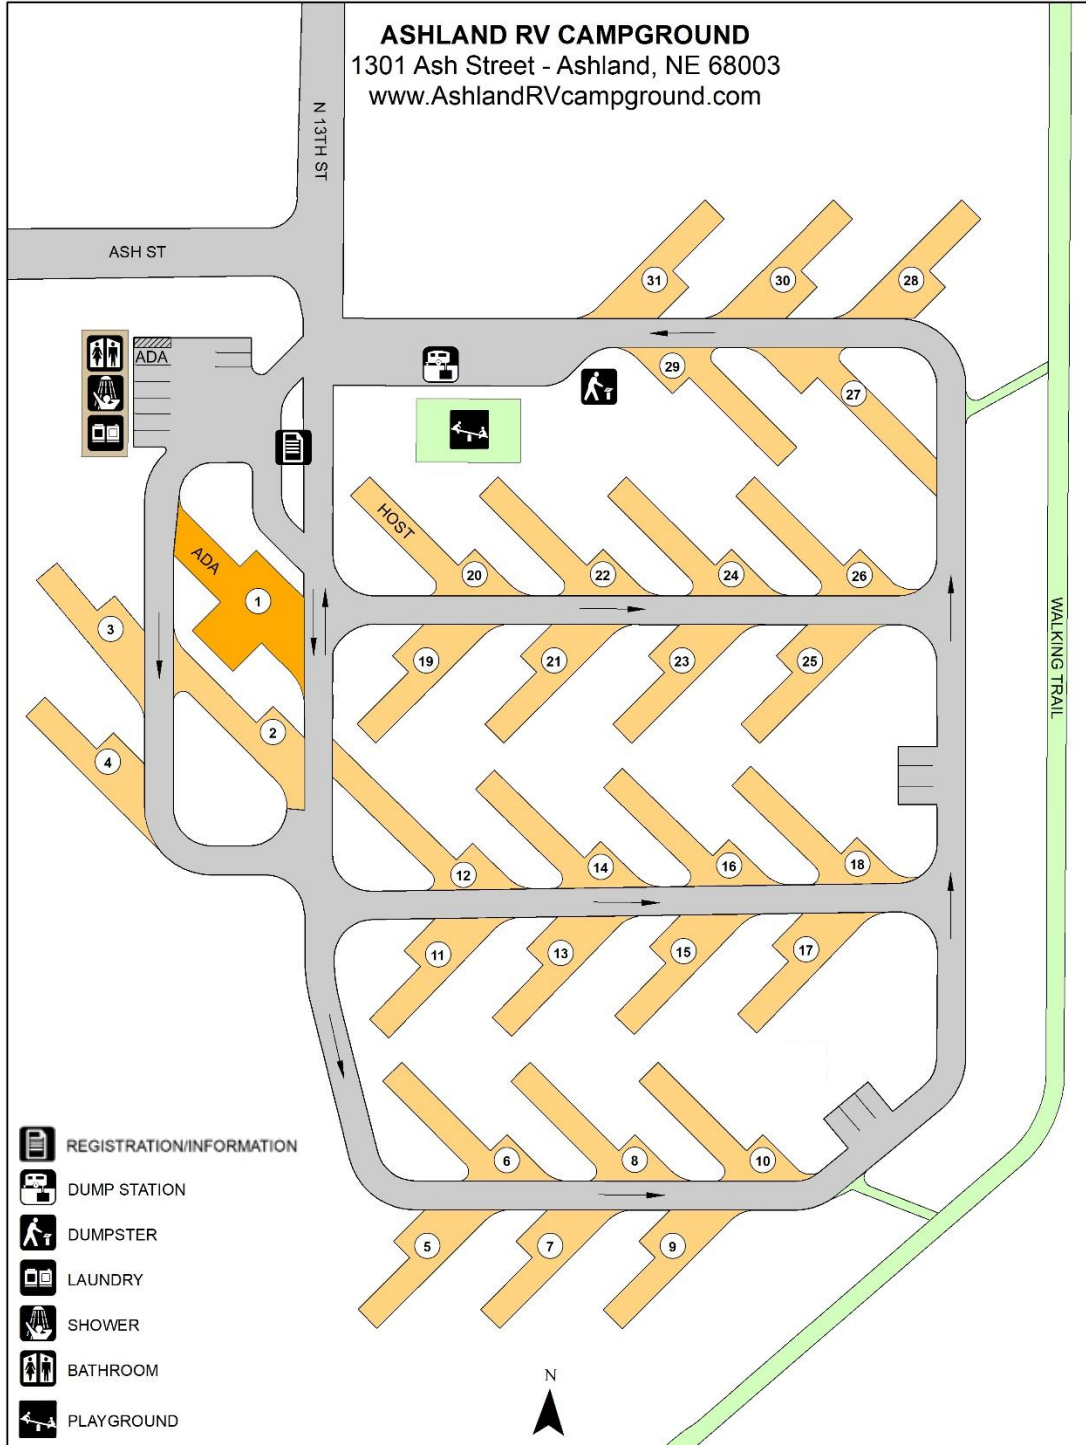 ASHLAND RV CAMPGROUND
1301 Ash Street - Ashland, NE 68003
www.AshlandRVcampground.com
N 13TH ST
ASH ST
31
30
28
ADA
29
27
HOST
20
22
24
26
ADA
1
3
19
21
23
25
WALKING TRAIL
2
4
12
14
16
18
11
13
15
17
6
8
10
5
7
9
REGISTRATION/INFORMATION
DUMP STATION
DUMPSTER
LAUNDRY
SHOWER
BATHROOM
PLAYGROUND
N